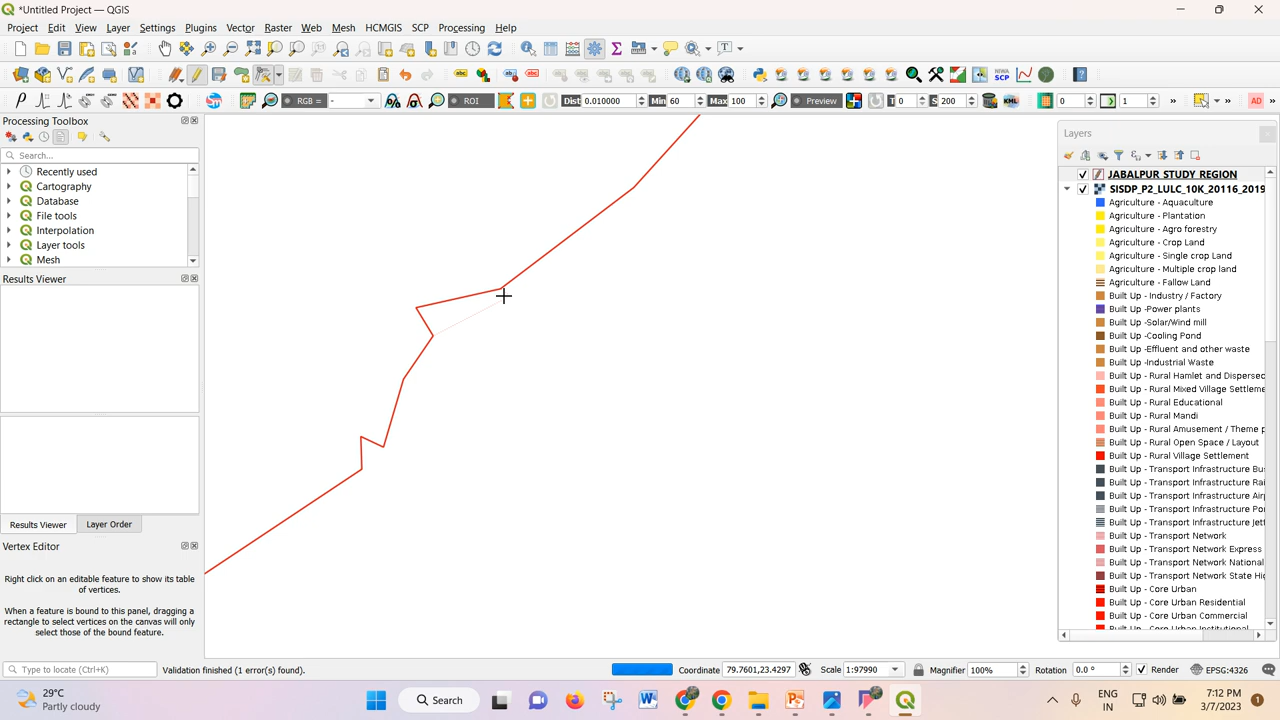 *Untitled Project — QGIS
Project Edit View Layer Settings Plugins Vector Raster Web Mesh HCMGIS SCP Processing Help
RGB = - ROI Dist 0.010000 Min 60 Max 100 Preview T 0 S 200 KML 0 1 » » AD »
Processing Toolbox
Search...
Recently used
Cartography
Database
File tools
Interpolation
Layer tools
Mesh
Results Viewer
Results Viewer Layer Order
Vertex Editor
Right click on an editable feature to show its table
of vertices.
When a feature is bound to this panel, dragging a
rectangle to select vertices on the canvas will only
select those of the bound feature.
Layers
JABALPUR STUDY REGION
SISDP_P2_LULC_10K_20116_2019
Agriculture - Aquaculture
Agriculture - Plantation
Agriculture - Agro forestry
Agriculture - Crop Land
Agriculture - Single crop Land
Agriculture - Multiple crop land
Agriculture - Fallow Land
Built Up - Industry / Factory
Built Up -Power plants
Built Up -Solar/Wind mill
Built Up -Cooling Pond
Built Up -Effluent and other waste
Built Up -Industrial Waste
Built Up - Rural Hamlet and Dispersec
Built Up - Rural Mixed Village Settleme
Built Up - Rural Educational
Built Up - Rural Mandi
Built Up - Rural Amusement / Theme p
Built Up - Rural Open Space / Layout
Built Up - Rural Village Settlement
Built Up - Transport Infrastructure Bu
Built Up - Transport Infrastructure Rai
Built Up - Transport Infrastructure Air
Built Up - Transport Infrastructure Por
Built Up - Transport Infrastructure Jett
Built Up - Transport Network
Built Up - Transport Network Express
Built Up - Transport Network National
Built Up - Transport Network State Hi
Built Up - Core Urban
Built Up - Core Urban Residential
Built Up - Core Urban Commercial
Built Up - Core Urban Institutional
Type to locate (Ctrl+K) Validation finished (1 error(s) found). Coordinate 79.7601,23.4297 Scale 1:97990 Magnifier 100% Rotation 0.0 ° Render EPSG:4326
29°C
Partly cloudy
Search
ENG
IN
7:12 PM
3/7/2023
1